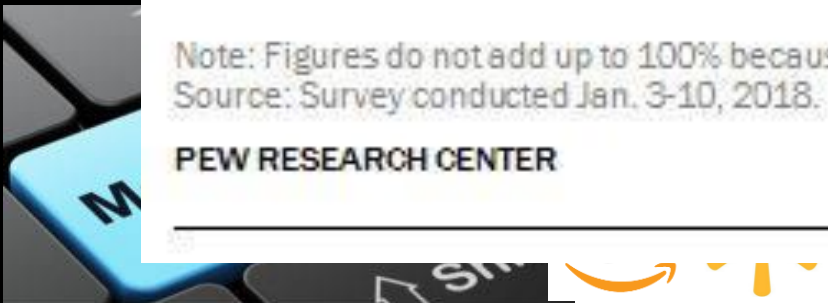 Note: Figures do not add up to 100% becaus
Source: Survey conducted Jan. 3-10, 2018.
PEW RESEARCH CENTER
M
Shi